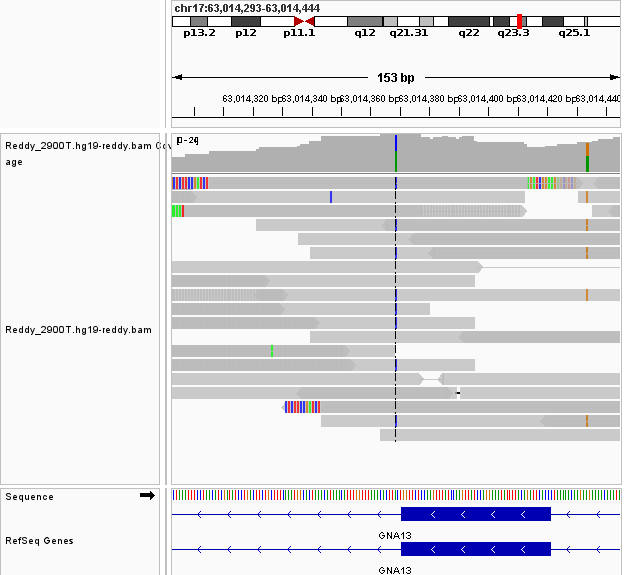 chr17:63,014,293-63,014,444
p13.2 p12 p11.1 q12 q21.31 q22 q23.3 q25.1
153 bp
63,014,320 bp 63,014,340 bp 63,014,360 bp 63,014,380 bp 63,014,400 bp 63,014,420 bp 63,014,440
Reddy_2900T.hg19-reddy.bam Cov
age
[0-24]
Reddy_2900T.hg19-reddy.bam
Sequence
GNA13
RefSeq Genes
GNA13